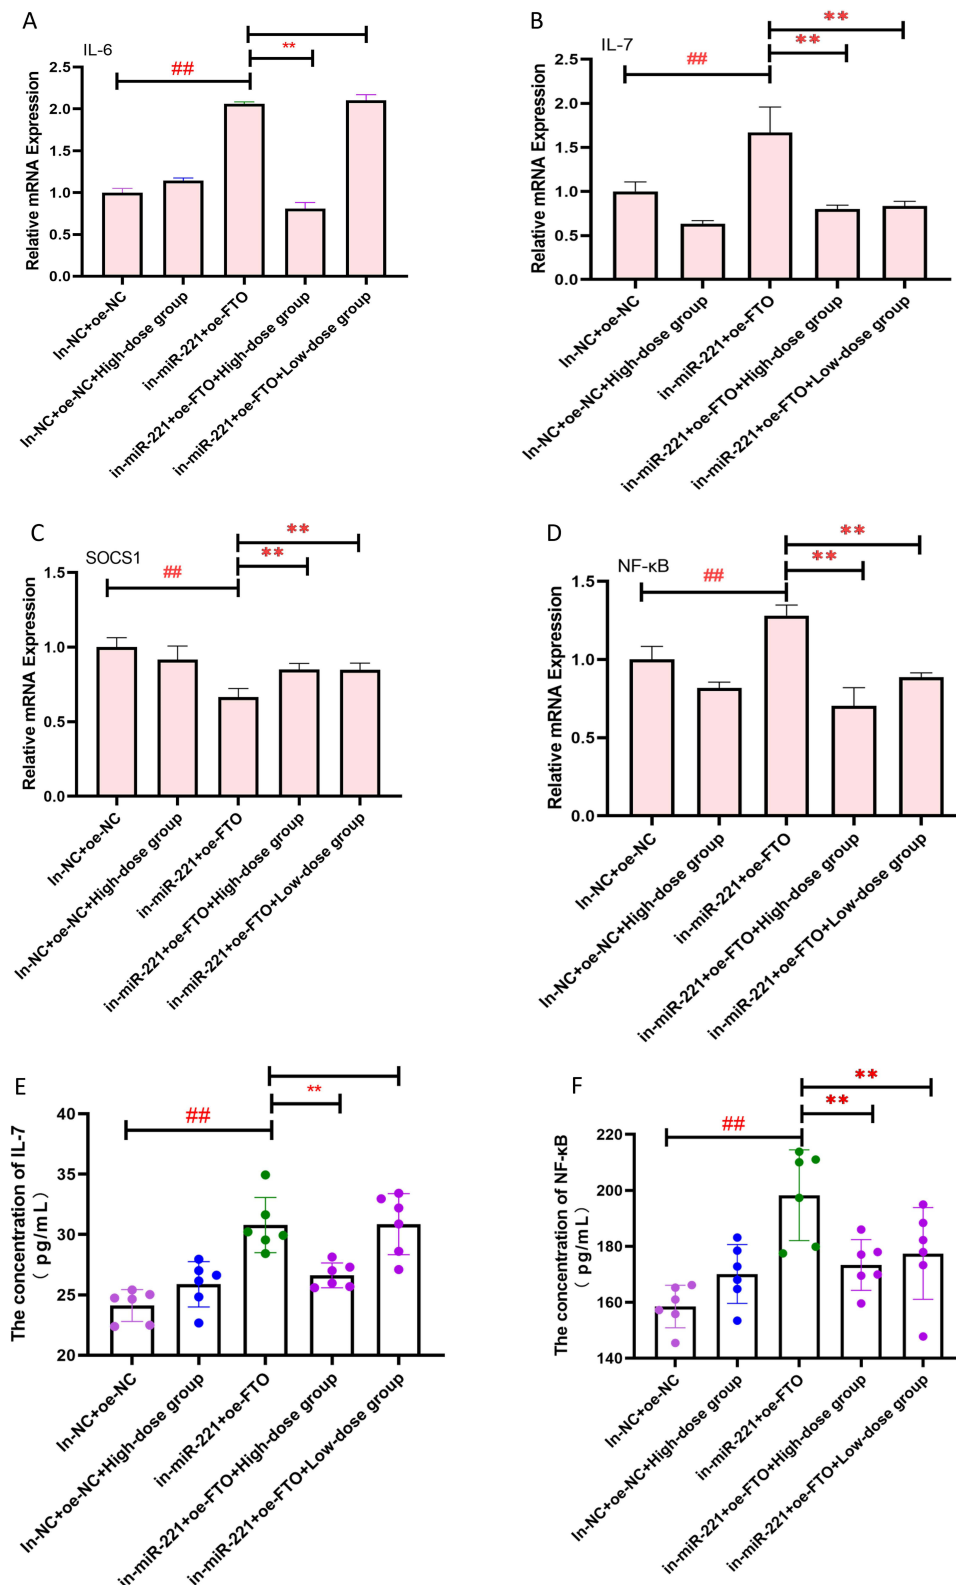 A
IL-6
##
**
Relative mRNA Expression
2.5
2.0
1.5
1.0
0.5
0.0
In-NC+oe-NC
In-NC+oe-NC+High-dose group
in-miR-221+oe-FTO
in-miR-221+oe-FTO+High-dose group
in-miR-221+oe-FTO+Low-dose group
B
IL-7
##
**
**
Relative mRNA Expression
2.5
2.0
1.5
1.0
0.5
0.0
In-NC+oe-NC
In-NC+oe-NC+High-dose group
in-miR-221+oe-FTO
in-miR-221+oe-FTO+High-dose group
in-miR-221+oe-FTO+Low-dose group
C
SOCS1
##
**
**
Relative mRNA Expression
1.5
1.0
0.5
0.0
In-NC+oe-NC
In-NC+oe-NC+High-dose group
in-miR-221+oe-FTO
in-miR-221+oe-FTO+High-dose group
in-miR-221+oe-FTO+Low-dose group
D
NF-κB
##
**
**
Relative mRNA Expression
1.5
1.0
0.5
0.0
In-NC+oe-NC
In-NC+oe-NC+High-dose group
in-miR-221+oe-FTO
in-miR-221+oe-FTO+High-dose group
in-miR-221+oe-FTO+Low-dose group
E
##
**
The concentration of IL-7
（ pg/mL）
40
35
30
25
20
In-NC+oe-NC
In-NC+oe-NC+High-dose group
in-miR-221+oe-FTO
in-miR-221+oe-FTO+High-dose group
in-miR-221+oe-FTO+Low-dose group
F
##
**
**
The concentration of NF-κB
（ pg/mL）
220
200
180
160
140
In-NC+oe-NC
In-NC+oe-NC+High-dose group
in-miR-221+oe-FTO
in-miR-221+oe-FTO+High-dose group
in-miR-221+oe-FTO+Low-dose group